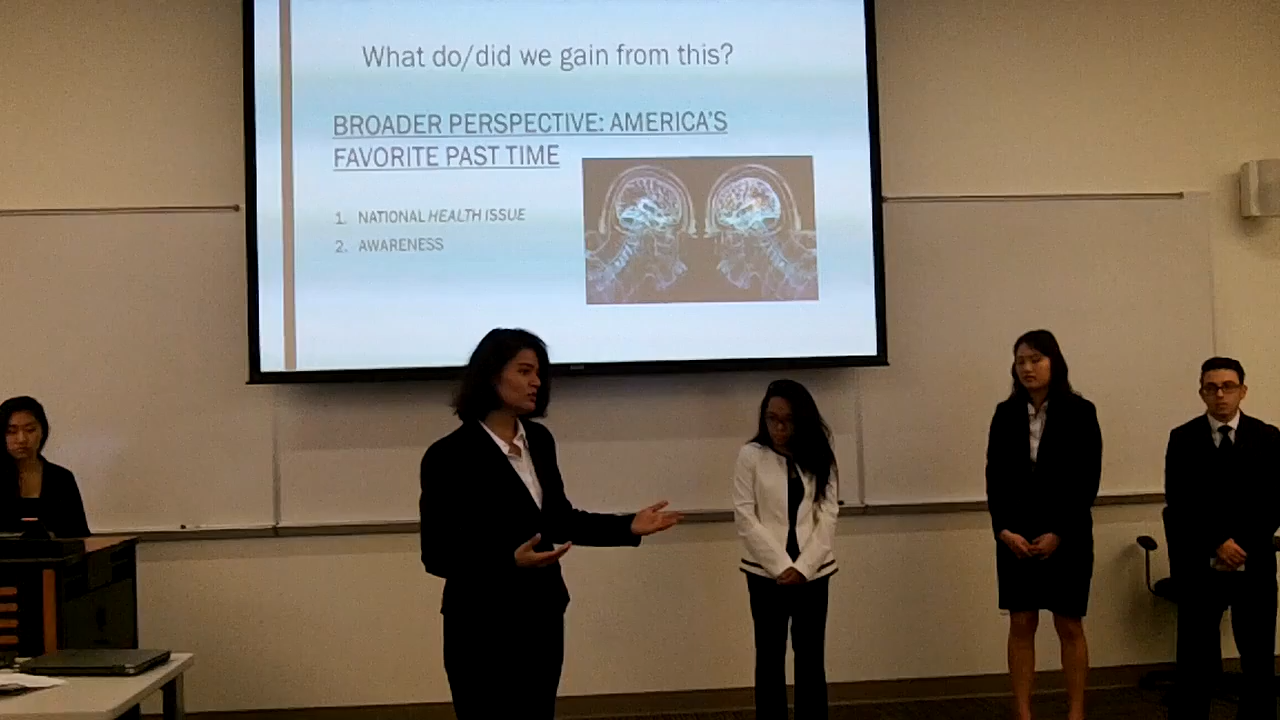 What do/did we gain from this?
BROADER PERSPECTIVE: AMERICA'S
FAVORITE PAST TIME
1. NATIONAL HEALTH ISSUE
2. AWARENESS